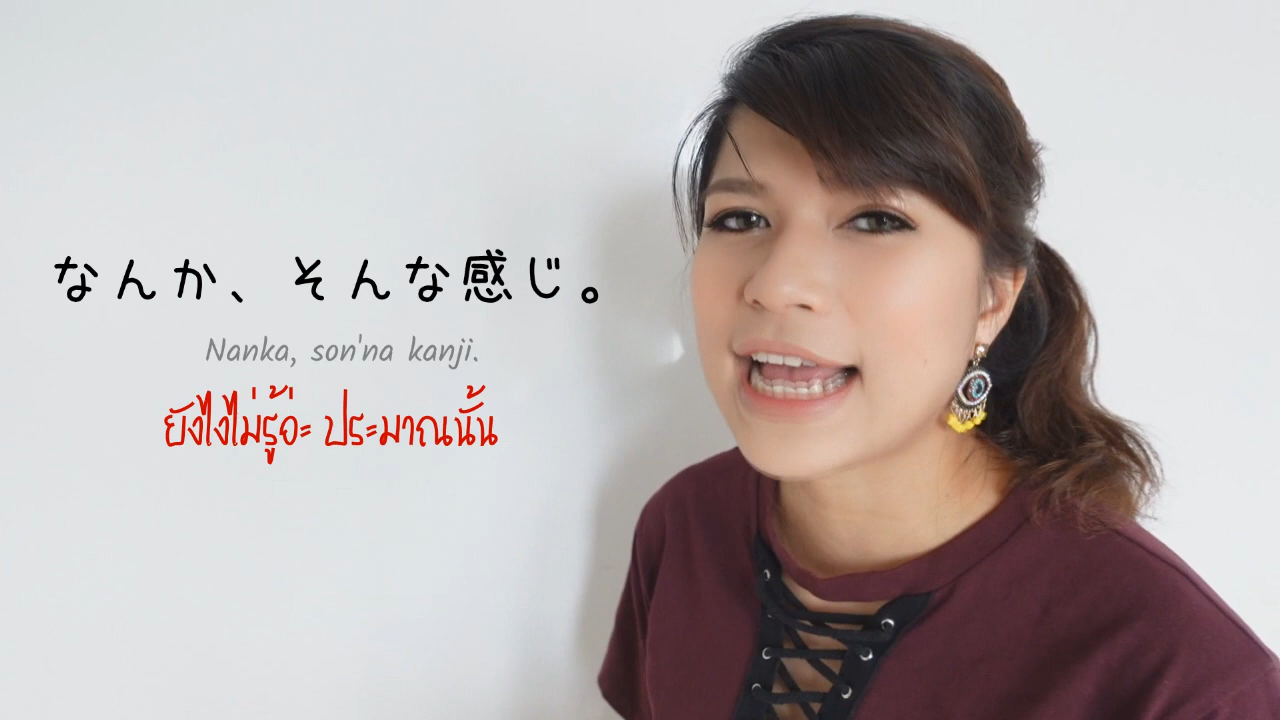 なんか、そんな感じ。
Nanka, son'na kanji.
ยังไงไม่รู้อ่ะ ประมาณนั้น